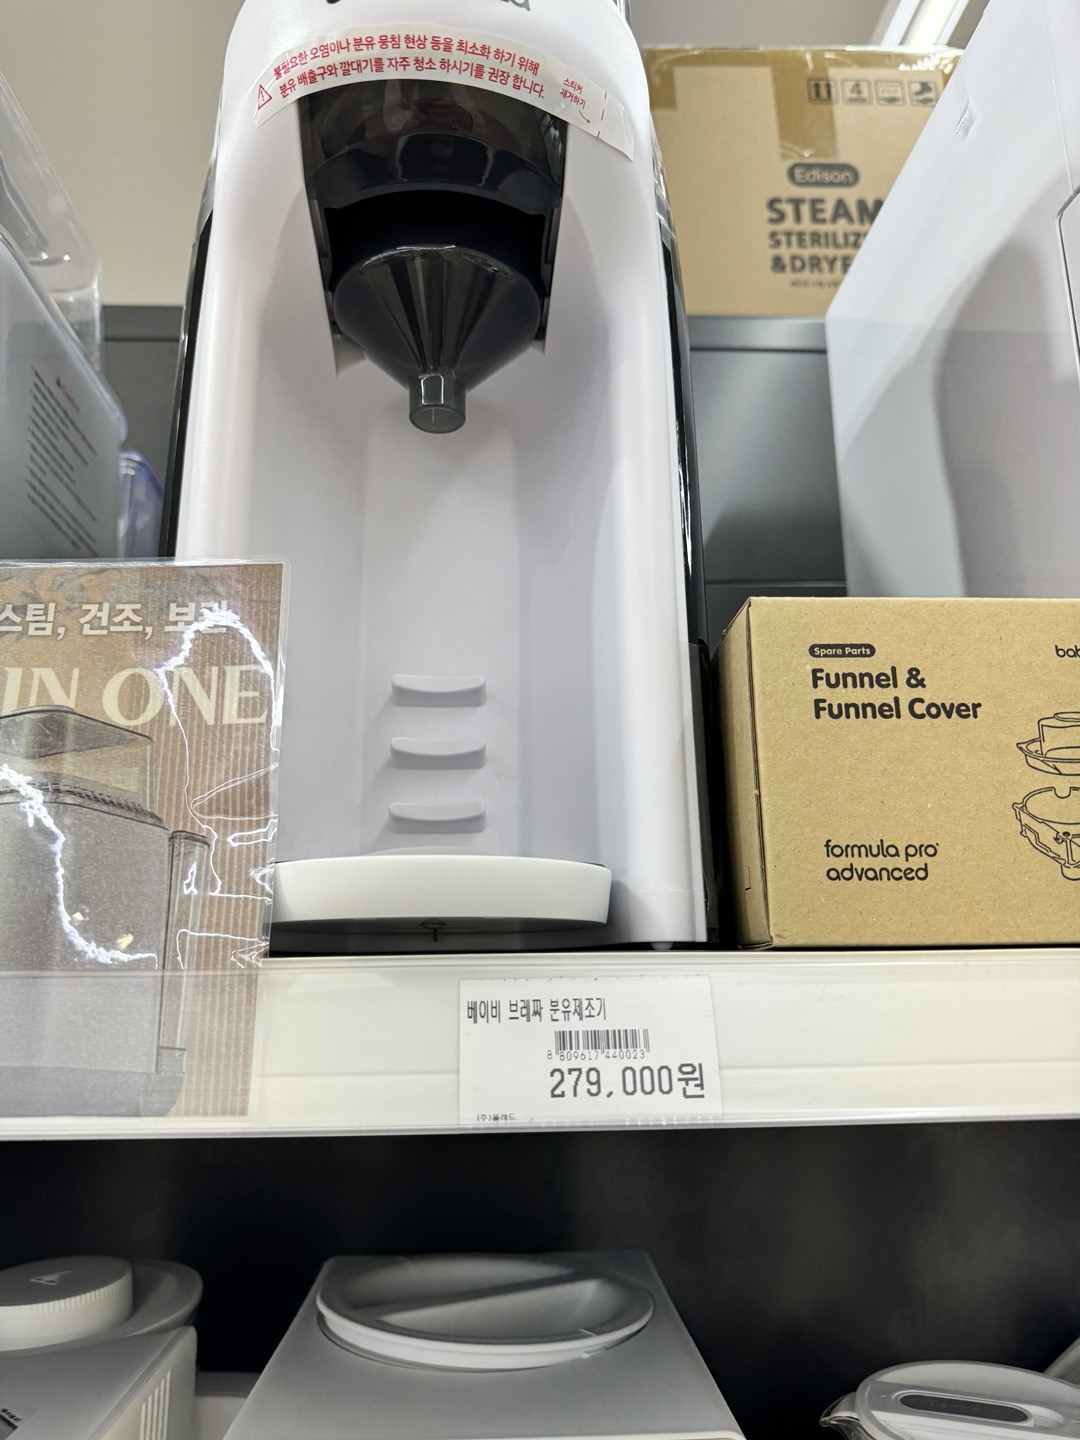 불필요한 오염이나 분유 뭉침 현상 등을 최소화 하기 위해
분유 배출구와 깔대기를 자주 청소 하시기를 권장 합니다.
스티커
제거하기
4
Edison
STEAM
STERILIZ
&DRYE
스팀, 건조, 보관
IN ONE
Spare Parts
Funnel &
Funnel Cover
formula pro
advanced
베이비 브레짜 분유제조기
8 809617 440023
279,000원